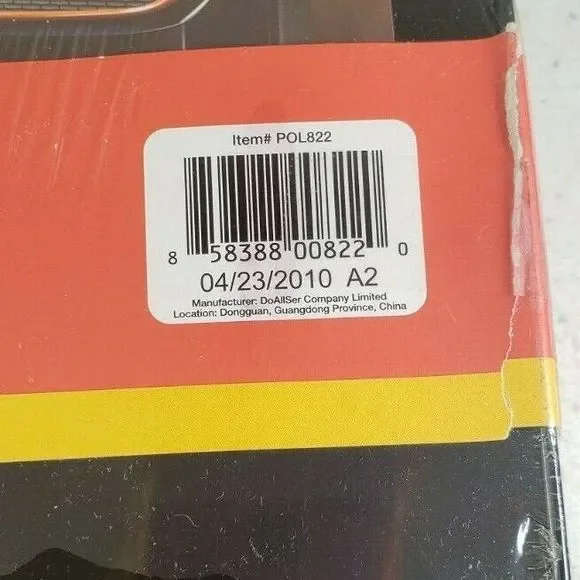 Item# POL822
8 58388 00822 0
04/23/2010 A2
Manufacturer: DoAllSer Company Limited
Location: Dongguan, Guangdong Province, China